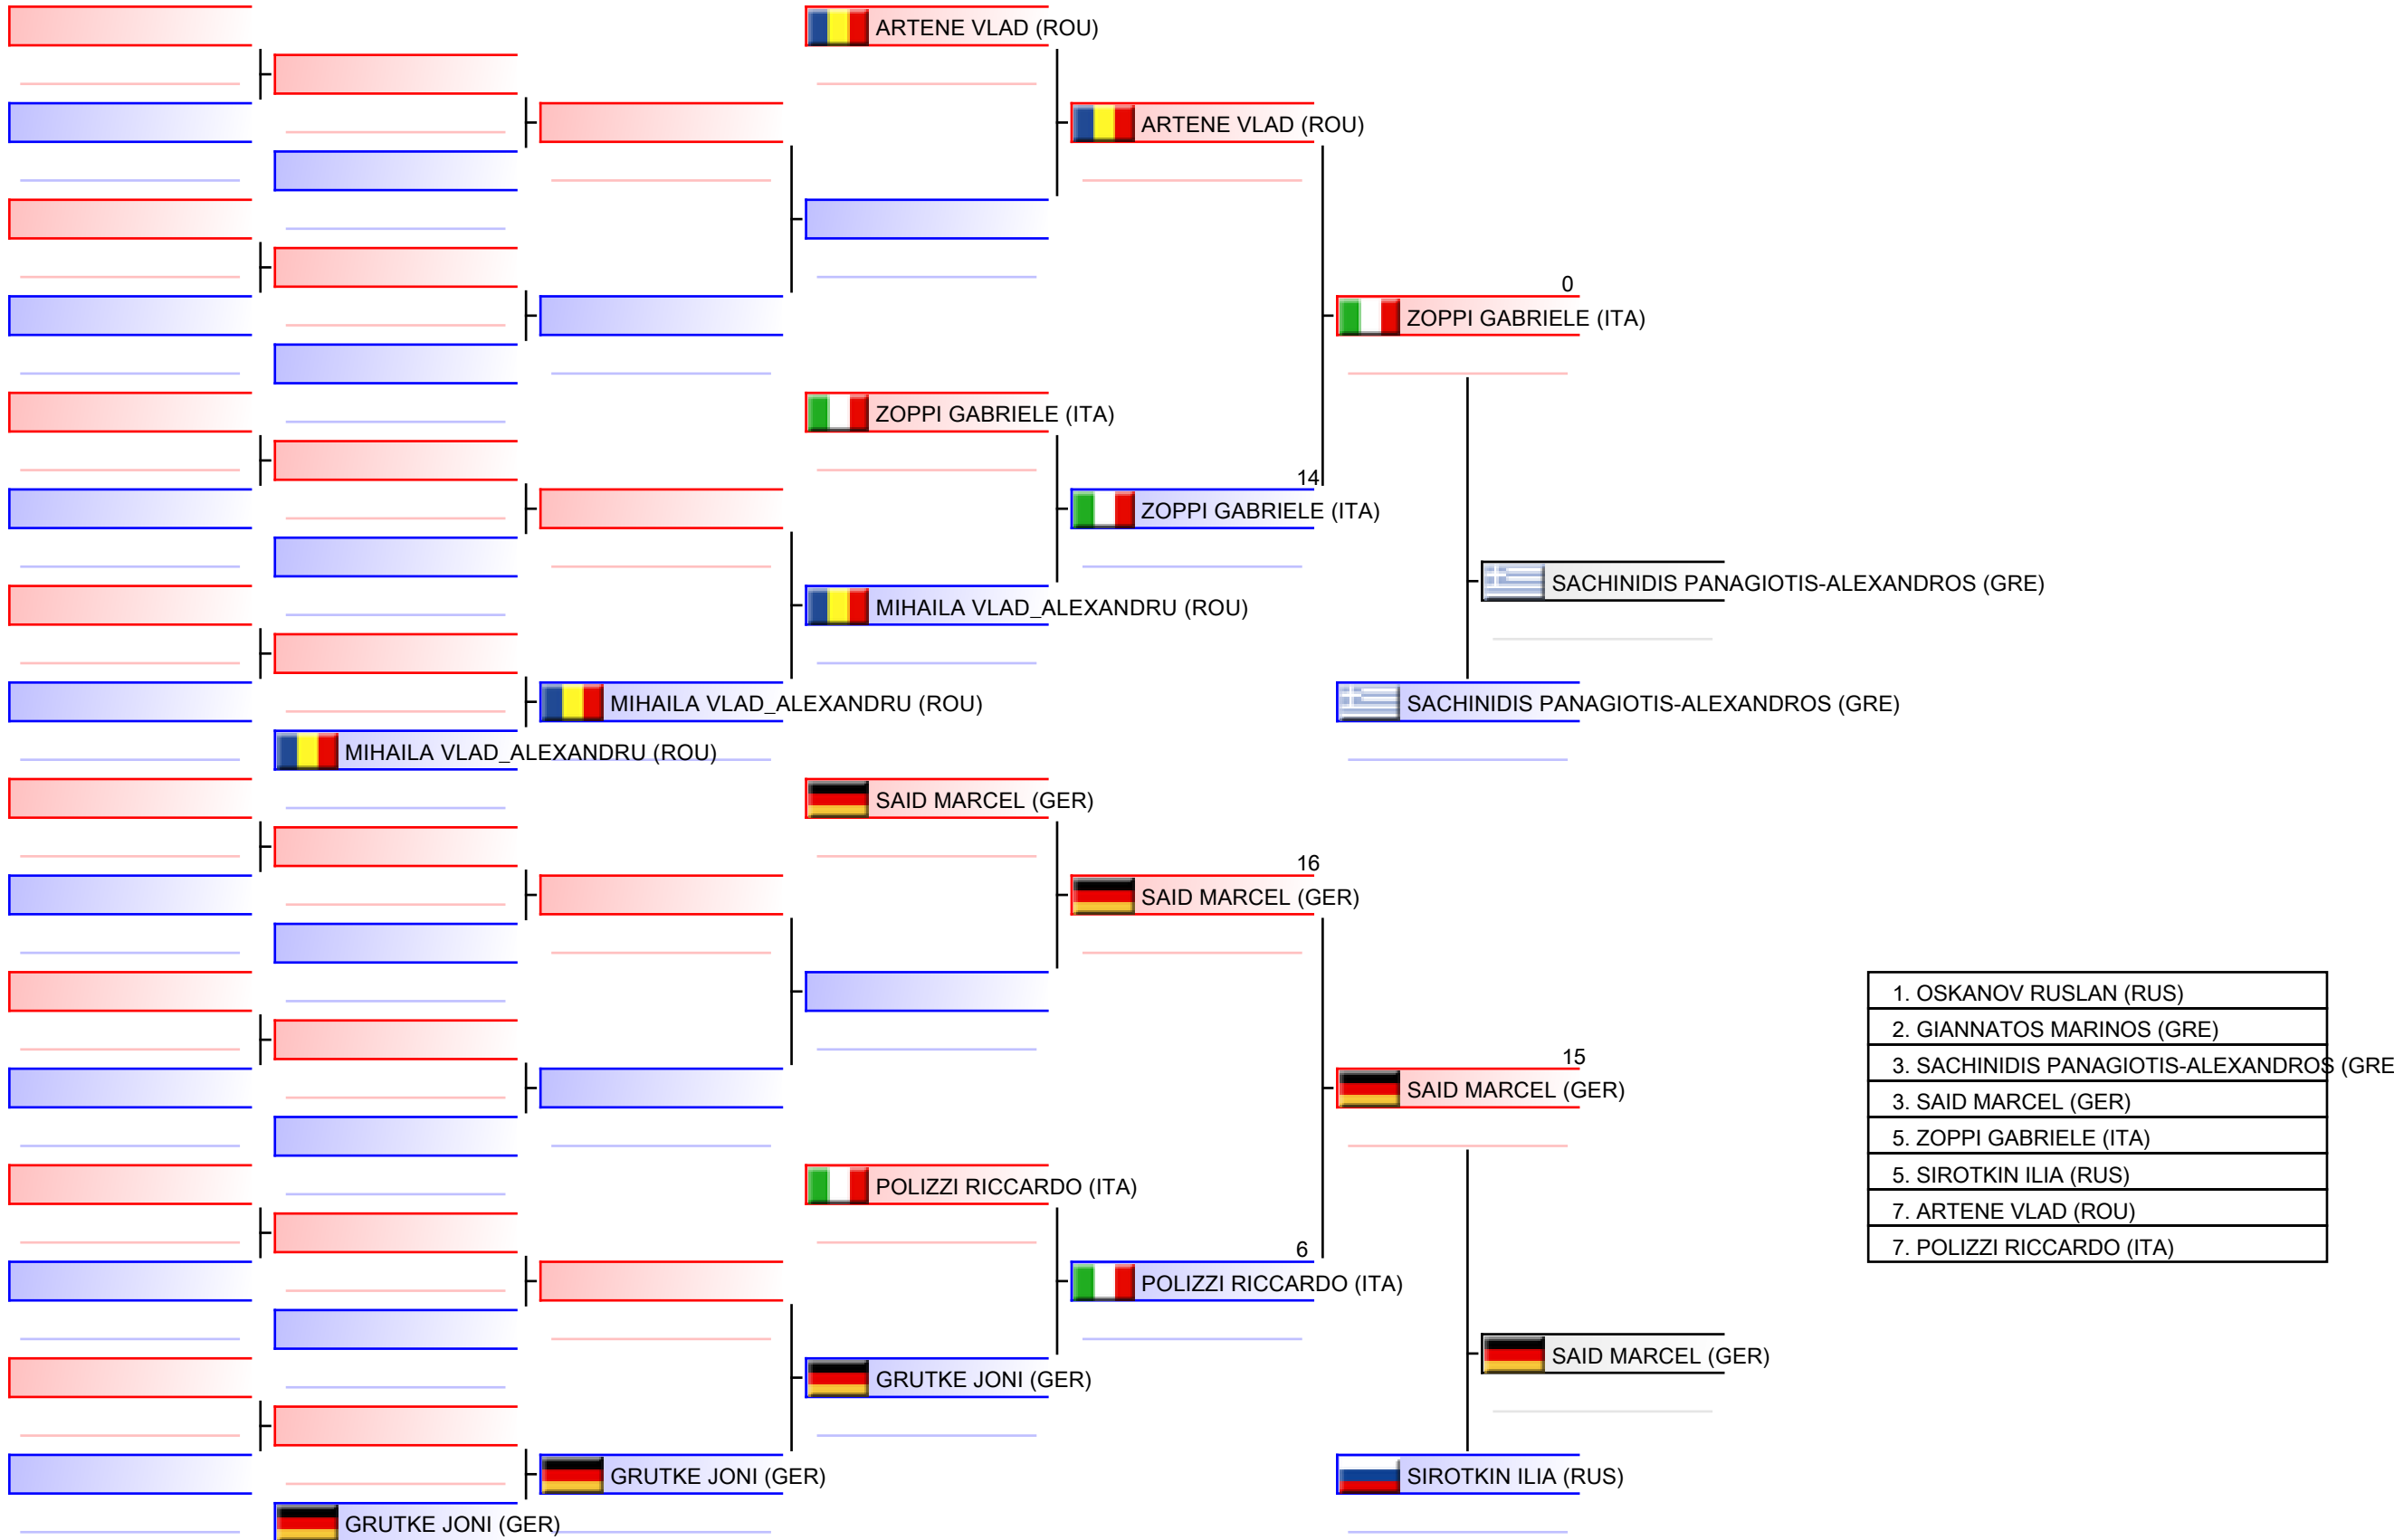 ARTENE VLAD (ROU)
ARTENE VLAD (ROU)
0
ZOPPI GABRIELE (ITA)
ZOPPI GABRIELE (ITA)
14
ZOPPI GABRIELE (ITA)
SACHINIDIS PANAGIOTIS-ALEXANDROS (GRE)
MIHAILA VLAD_ALEXANDRU (ROU)
MIHAILA VLAD_ALEXANDRU (ROU)
SACHINIDIS PANAGIOTIS-ALEXANDROS (GRE)
MIHAILA VLAD_ALEXANDRU (ROU)
SAID MARCEL (GER)
16
SAID MARCEL (GER)
15
SAID MARCEL (GER)
POLIZZI RICCARDO (ITA)
6
POLIZZI RICCARDO (ITA)
SAID MARCEL (GER)
GRUTKE JONI (GER)
GRUTKE JONI (GER)
SIROTKIN ILIA (RUS)
GRUTKE JONI (GER)
1. OSKANOV RUSLAN (RUS)
2. GIANNATOS MARINOS (GRE)
3. SACHINIDIS PANAGIOTIS-ALEXANDROS (GRE
3. SAID MARCEL (GER)
5. ZOPPI GABRIELE (ITA)
5. SIROTKIN ILIA (RUS)
7. ARTENE VLAD (ROU)
7. POLIZZI RICCARDO (ITA)